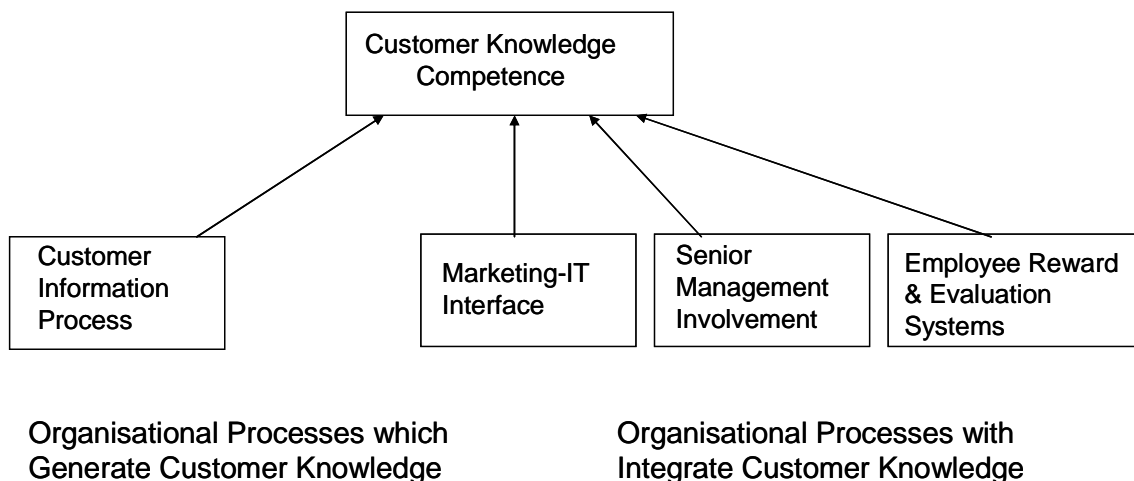 Customer Knowledge
Competence
Customer
Information
Process
Marketing-IT
Interface
Senior
Management
Involvement
Employee Reward
& Evaluation
Systems
Organisational Processes which
Generate Customer Knowledge
Organisational Processes with
Integrate Customer Knowledge